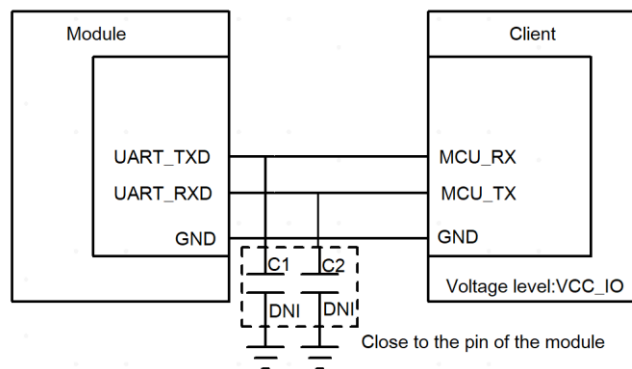 Module
Client
UART_TXD
MCU_RX
UART_RXD
MCU_TX
GND
GND
C1
C2
Voltage level:VCC_IO
DNI
DNI
Close to the pin of the module